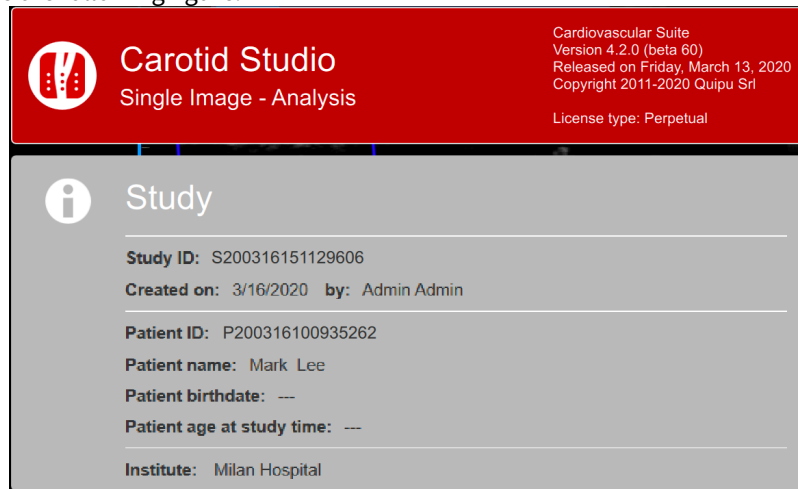 Carotid Studio
Single Image - Analysis
Cardiovascular Suite
Version 4.2.0 (beta 60)
Released on Friday, March 13, 2020
Copyright 2011-2020 Quipu Srl
License type: Perpetual
Study
Study ID: S200316151129606
Created on: 3/16/2020 by: Admin Admin
Patient ID: P200316100935262
Patient name: Mark Lee
Patient birthdate: ---
Patient age at study time: ---
Institute: Milan Hospital